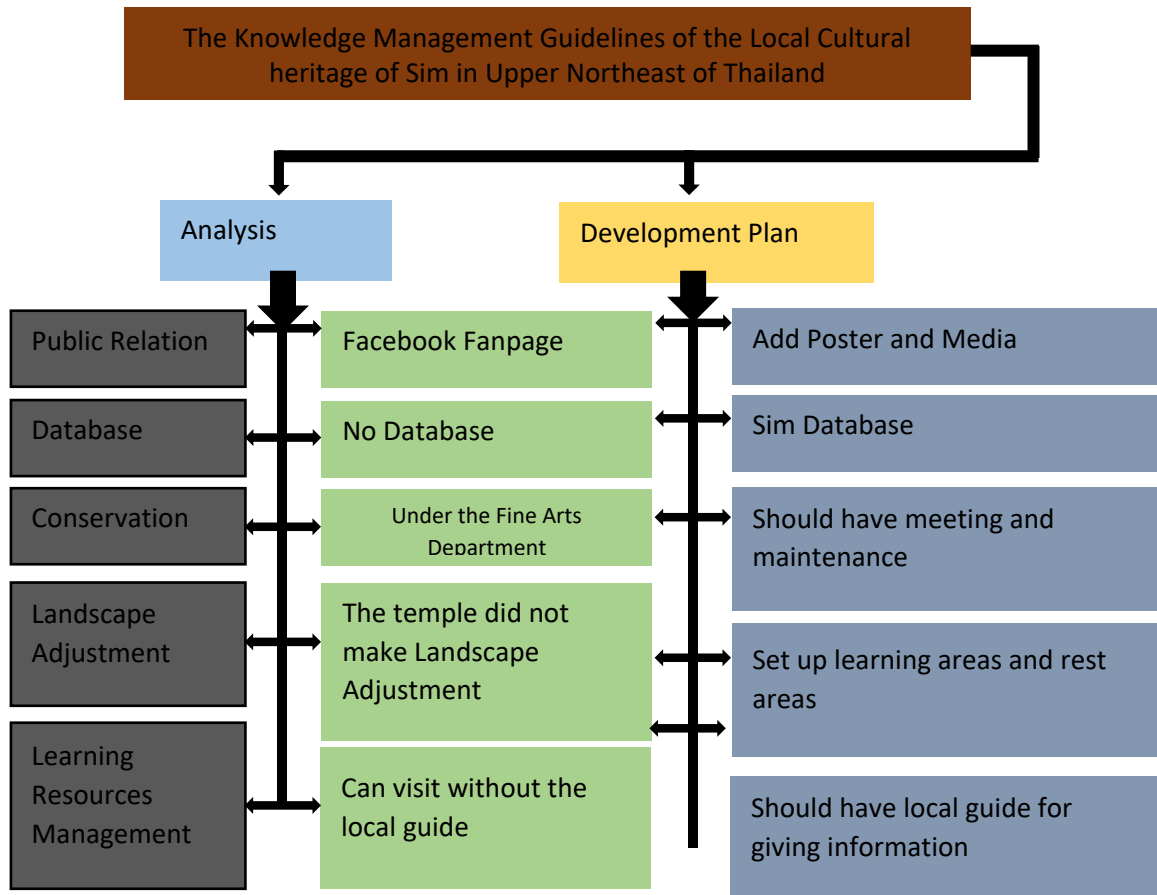 The Knowledge Management Guidelines of the Local Cultural
heritage of Sim in Upper Northeast of Thailand
Analysis
Development Plan
Public Relation
Facebook Fanpage
Add Poster and Media
Database
No Database
Sim Database
Conservation
Under the Fine Arts
Department
Should have meeting and
maintenance
Landscape
Adjustment
The temple did not
make Landscape
Adjustment
Set up learning areas and rest
areas
Learning
Resources
Management
Can visit without the
local guide
Should have local guide for
giving information